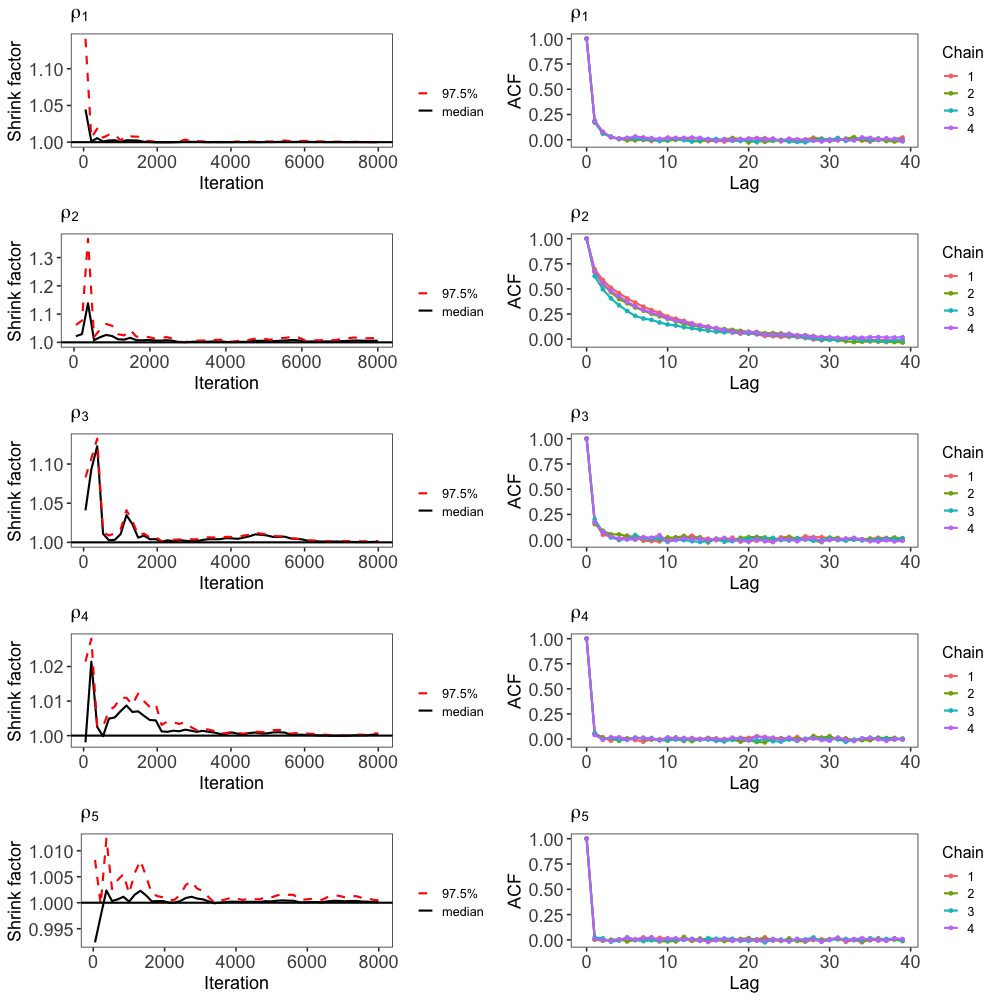 ρ1
Shrink factor
1.10
1.05
1.00
0 2000 4000 6000 8000
Iteration
97.5%
median
ρ1
ACF
1.00
0.75
0.50
0.25
0.00
0 10 20 30 40
Lag
Chain
1
2
3
4
ρ2
Shrink factor
1.3
1.2
1.1
1.0
0 2000 4000 6000 8000
Iteration
97.5%
median
ρ2
ACF
1.00
0.75
0.50
0.25
0.00
0 10 20 30 40
Lag
Chain
1
2
3
4
ρ3
Shrink factor
1.10
1.05
1.00
0 2000 4000 6000 8000
Iteration
97.5%
median
ρ3
ACF
1.00
0.75
0.50
0.25
0.00
0 10 20 30 40
Lag
Chain
1
2
3
4
ρ4
Shrink factor
1.02
1.01
1.00
0 2000 4000 6000 8000
Iteration
97.5%
median
ρ4
ACF
1.00
0.75
0.50
0.25
0.00
0 10 20 30 40
Lag
Chain
1
2
3
4
ρ5
Shrink factor
1.010
1.005
1.000
0.995
0 2000 4000 6000 8000
Iteration
97.5%
median
ρ5
ACF
1.00
0.75
0.50
0.25
0.00
0 10 20 30 40
Lag
Chain
1
2
3
4